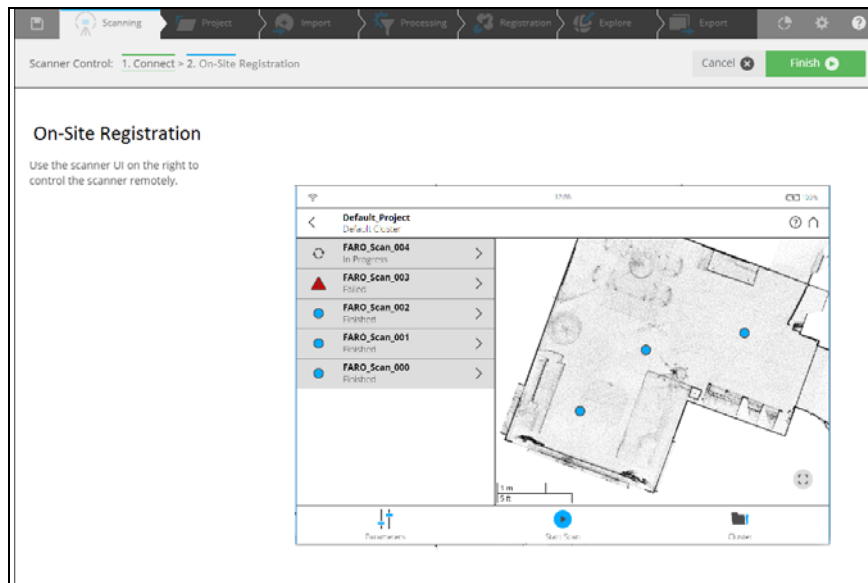 Scanning Project Import Processing Registration Explore Export
Scanner Control: 1. Connect > 2. On-Site Registration Cancel Finish
On-Site Registration
Use the scanner UI on the right to
control the scanner remotely.
100%
Default_Project
Default Cluster
FARO_Scan_004
In Progress
FARO_Scan_003
Failed
FARO_Scan_002
Finished
FARO_Scan_001
Finished
FARO_Scan_000
Finished
1 m
5 ft
Parameters Start Scan Cluster